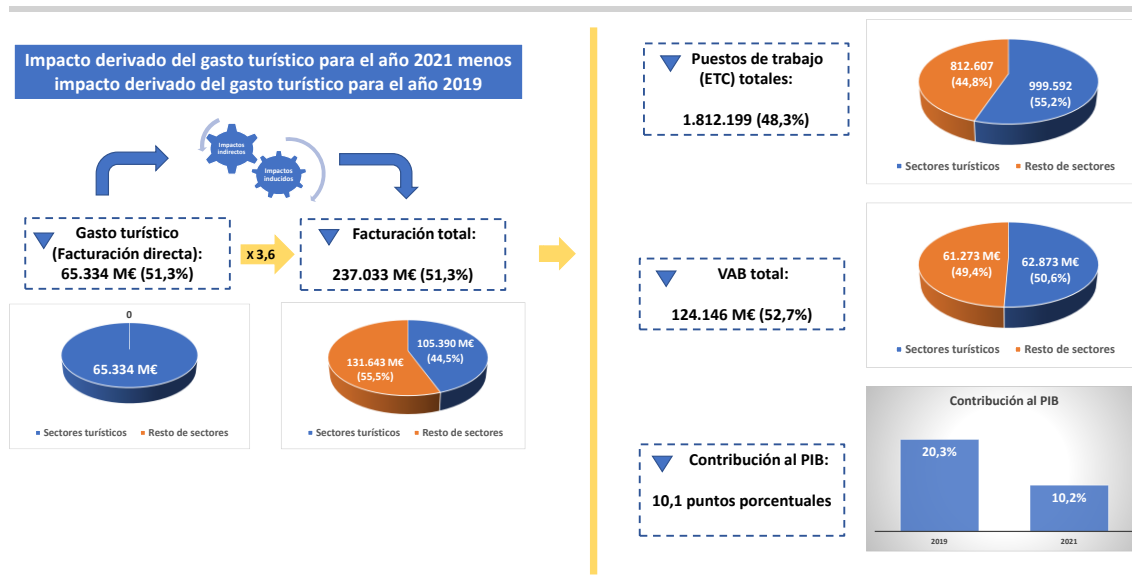 Impacto derivado del gasto turístico para el año 2021 menos
impacto derivado del gasto turístico para el año 2019
Impactos
indirectos
Impactos
inducidos
Gasto turístico
(Facturación directa):
65.334 M€ (51,3%)
x 3,6
Facturación total:
237.033 M€ (51,3%)
0
65.334 M€
Sectores turísticos
Resto de sectores
105.390 M€
(44,5%)
131.643 M€
(55,5%)
Sectores turísticos
Resto de sectores
Puestos de trabajo
(ETC) totales:
1.812.199 (48,3%)
812.607
(44,8%)
999.592
(55,2%)
Sectores turísticos
Resto de sectores
VAB total:
124.146 M€ (52,7%)
61.273 M€
(49,4%)
62.873 M€
(50,6%)
Sectores turísticos
Resto de sectores
Contribución al PIB:
10,1 puntos porcentuales
Contribución al PIB
20,3%
10,2%
2019
2021